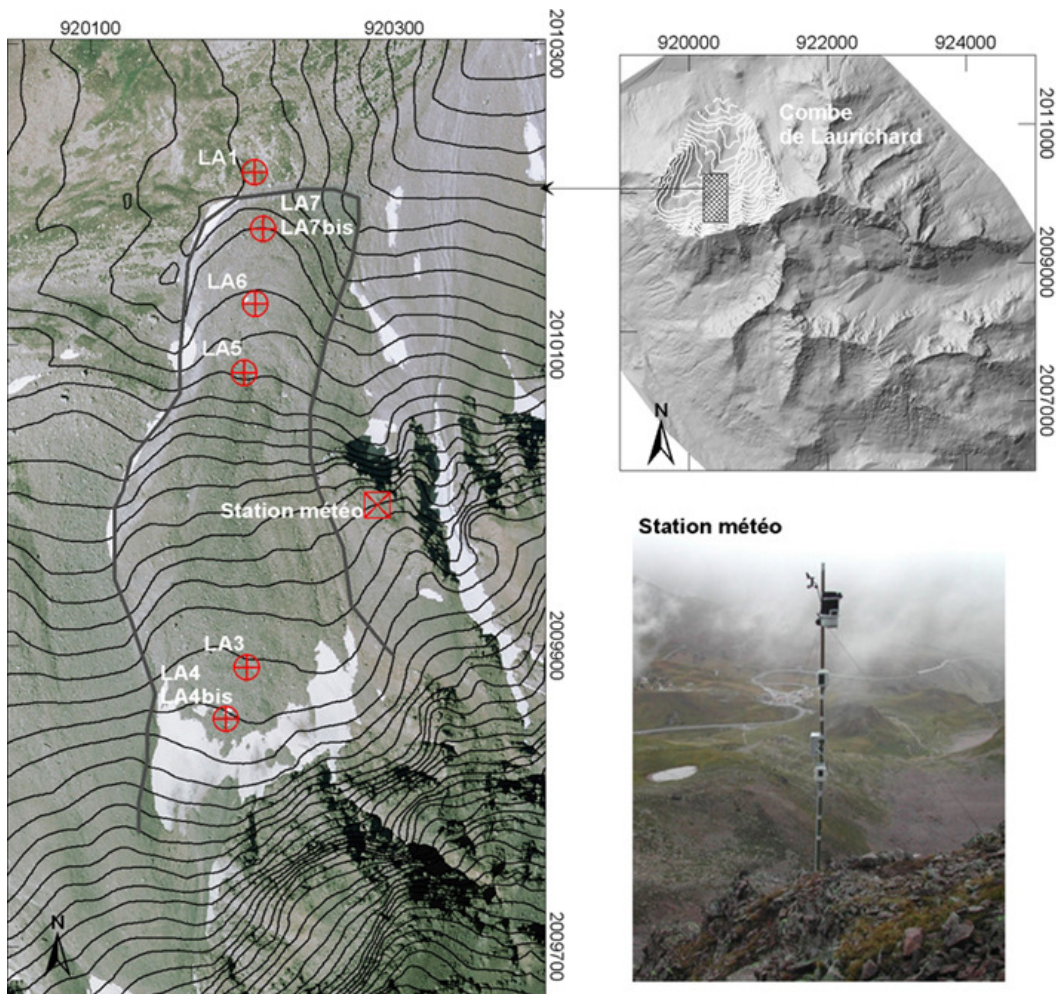 920100
920300
2010300
LA1
LA7
LA7bis
LA6
LA5
2010100
Station météo
LA3
2009900
LA4
LA4bis
N
2009700
920000
922000
924000
Combe
de Laurichard
2011000
2009000
2007000
N
Station météo